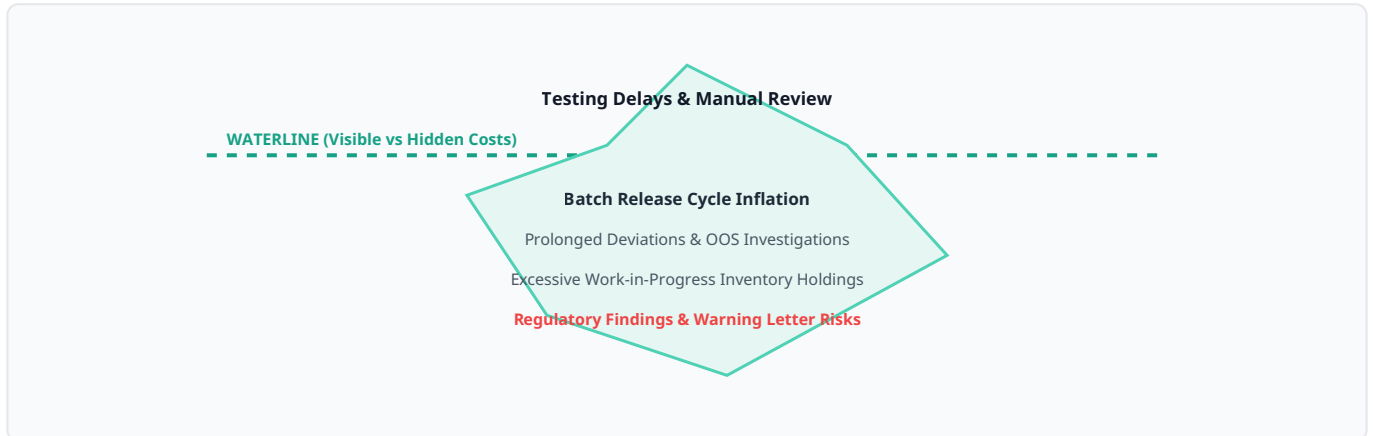 Testing Delays & Manual Review
WATERLINE (Visible vs Hidden Costs)
Batch Release Cycle Inflation
Prolonged Deviations & OOS Investigations
Excessive Work-in-Progress Inventory Holdings
Regulatory Findings & Warning Letter Risks